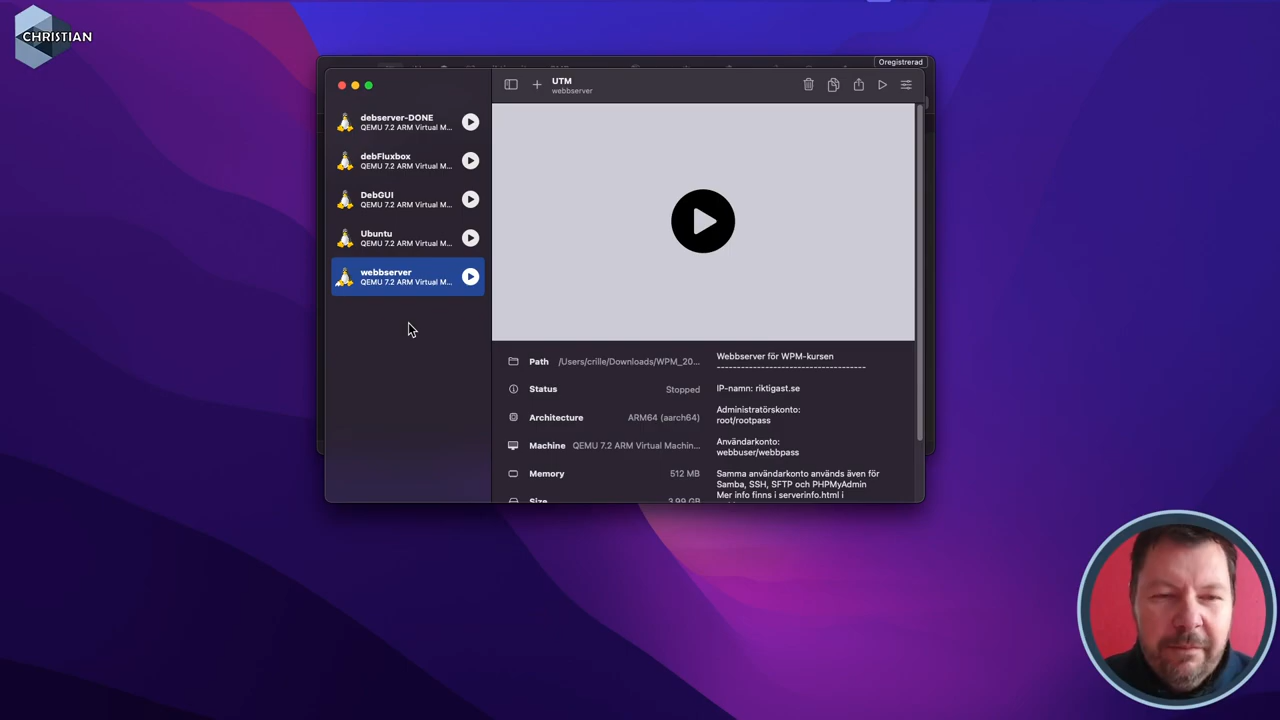 CHRISTIAN
Oregistrerad
UTM
webbserver
debserver-DONE
QEMU 7.2 ARM Virtual M...
debFluxbox
QEMU 7.2 ARM Virtual M...
DebGUI
QEMU 7.2 ARM Virtual M...
Ubuntu
QEMU 7.2 ARM Virtual M...
webbserver
QEMU 7.2 ARM Virtual M...
Path /Users/crille/Downloads/WPM_20...
Status Stopped
Architecture ARM64 (aarch64)
Machine QEMU 7.2 ARM Virtual Machin...
Memory 512 MB
Size 3.99 GB
Webbserver för WPM-kursen
-------------------------------------
IP-namn: riktigast.se
Administratörskonto:
root/rootpass
Användarkonto:
webbuser/webbpass
Samma användarkonto används även för
Samba, SSH, SFTP och PHPMyAdmin
Mer info finns i serverinfo.html i